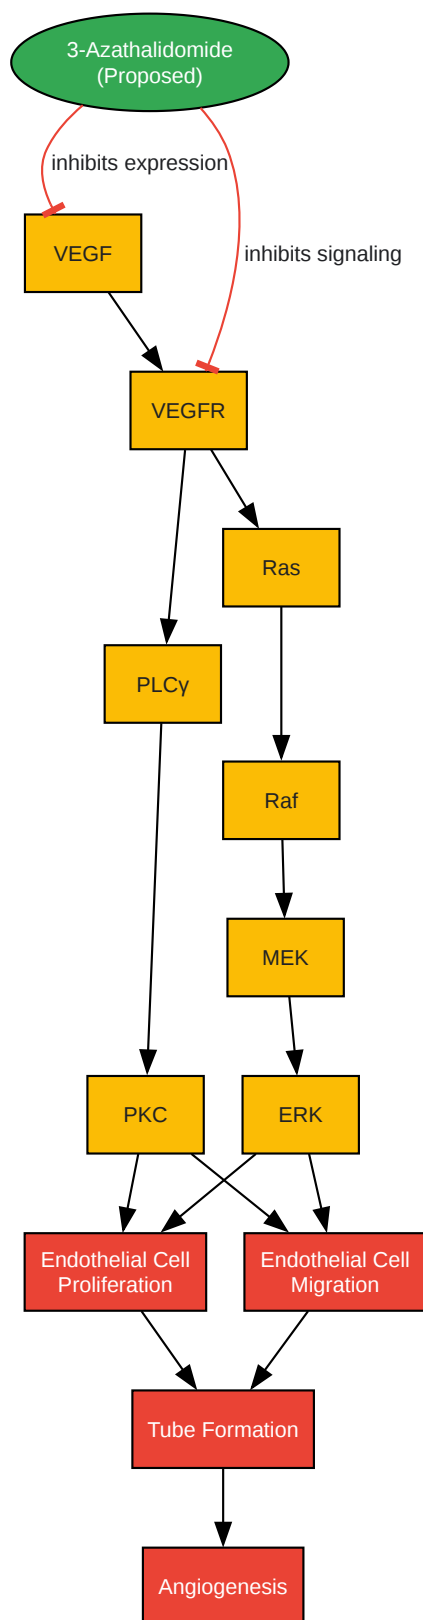 3-Azathalidomide
(Proposed)
inhibits expression
VEGF
inhibits signaling
VEGFR
Ras
PLCγ
Raf
MEK
PKC
ERK
Endothelial Cell
Proliferation
Endothelial Cell
Migration
Tube Formation
Angiogenesis